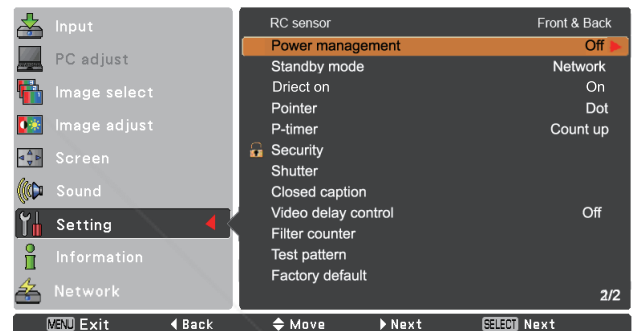 Input
PC adjust
Image select
Image adjust
Screen
Sound
Setting
Information
Network
RC sensor Front & Back
Power management Off
Standby mode Network
Driect on On
Pointer Dot
P-timer Count up
Security
Shutter
Closed caption
Video delay control Off
Filter counter
Test pattern
Factory default
2/2
MENU Exit Back Move Next SELECT Next